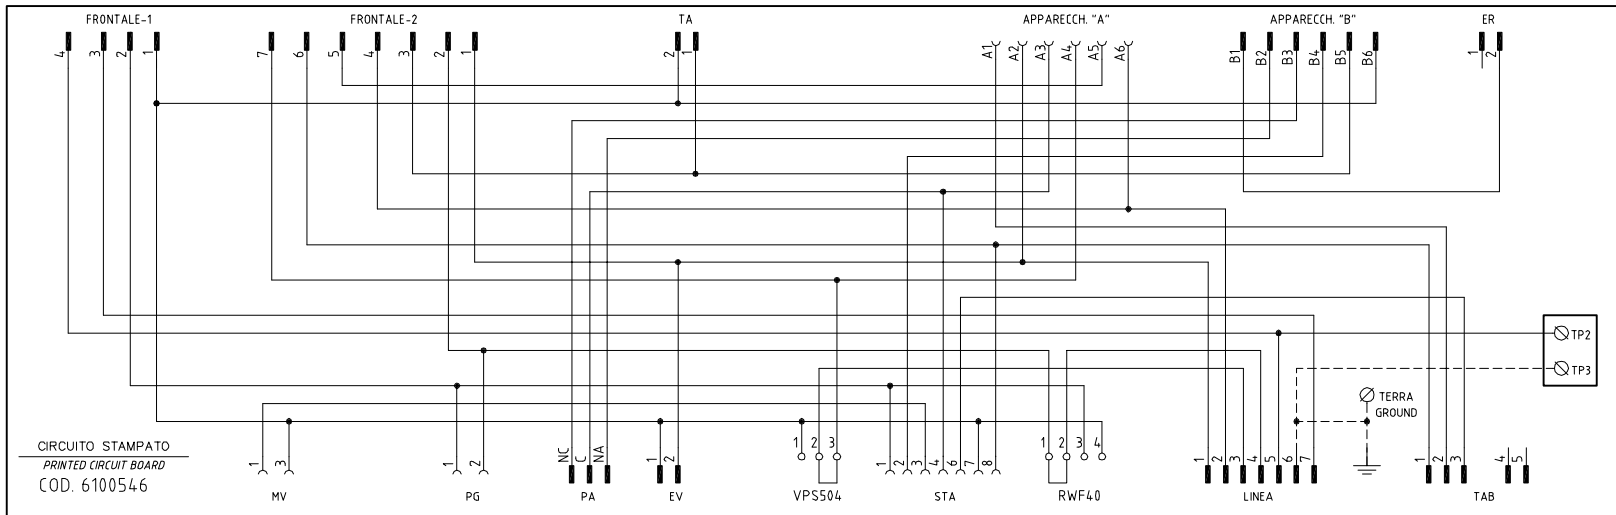 FRONTALE-1 FRONTALE-2 TA APPARECCH. "A" APPARECCH. "B" ER
4 3 2 1 7 6 5 4 3 2 1 2 1 A1 A2 A3 A4 A5 A6 B1 B2 B3 B4 B5 B6 1 2
TP2
TP3
TERRA
GROUND
CIRCUITO STAMPATO
PRINTED CIRCUIT BOARD
COD. 6100546
1 3 1 2 NC C NA 1 2 1 2 3 1 2 3 4 6 7 8 1 2 3 4 1 2 3 4 5 6 7 1 2 3 4 5
MV PG PA EV VPS504 STA RWF40 LINEA TAB